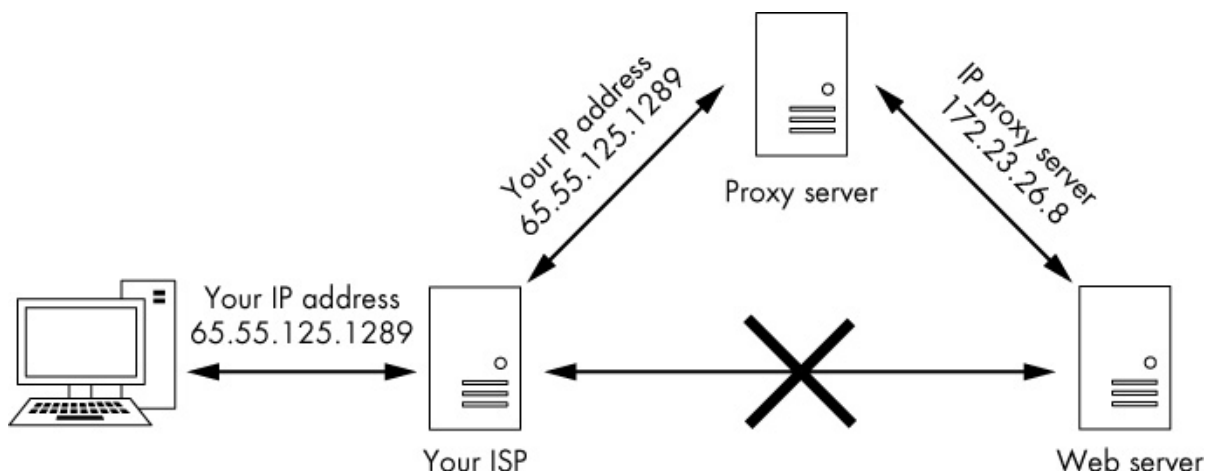 Your IP address
65.55.125.1289
IP proxy server
172.23.26.8
Proxy server
Your IP address
65.55.125.1289
Your ISP
Web server